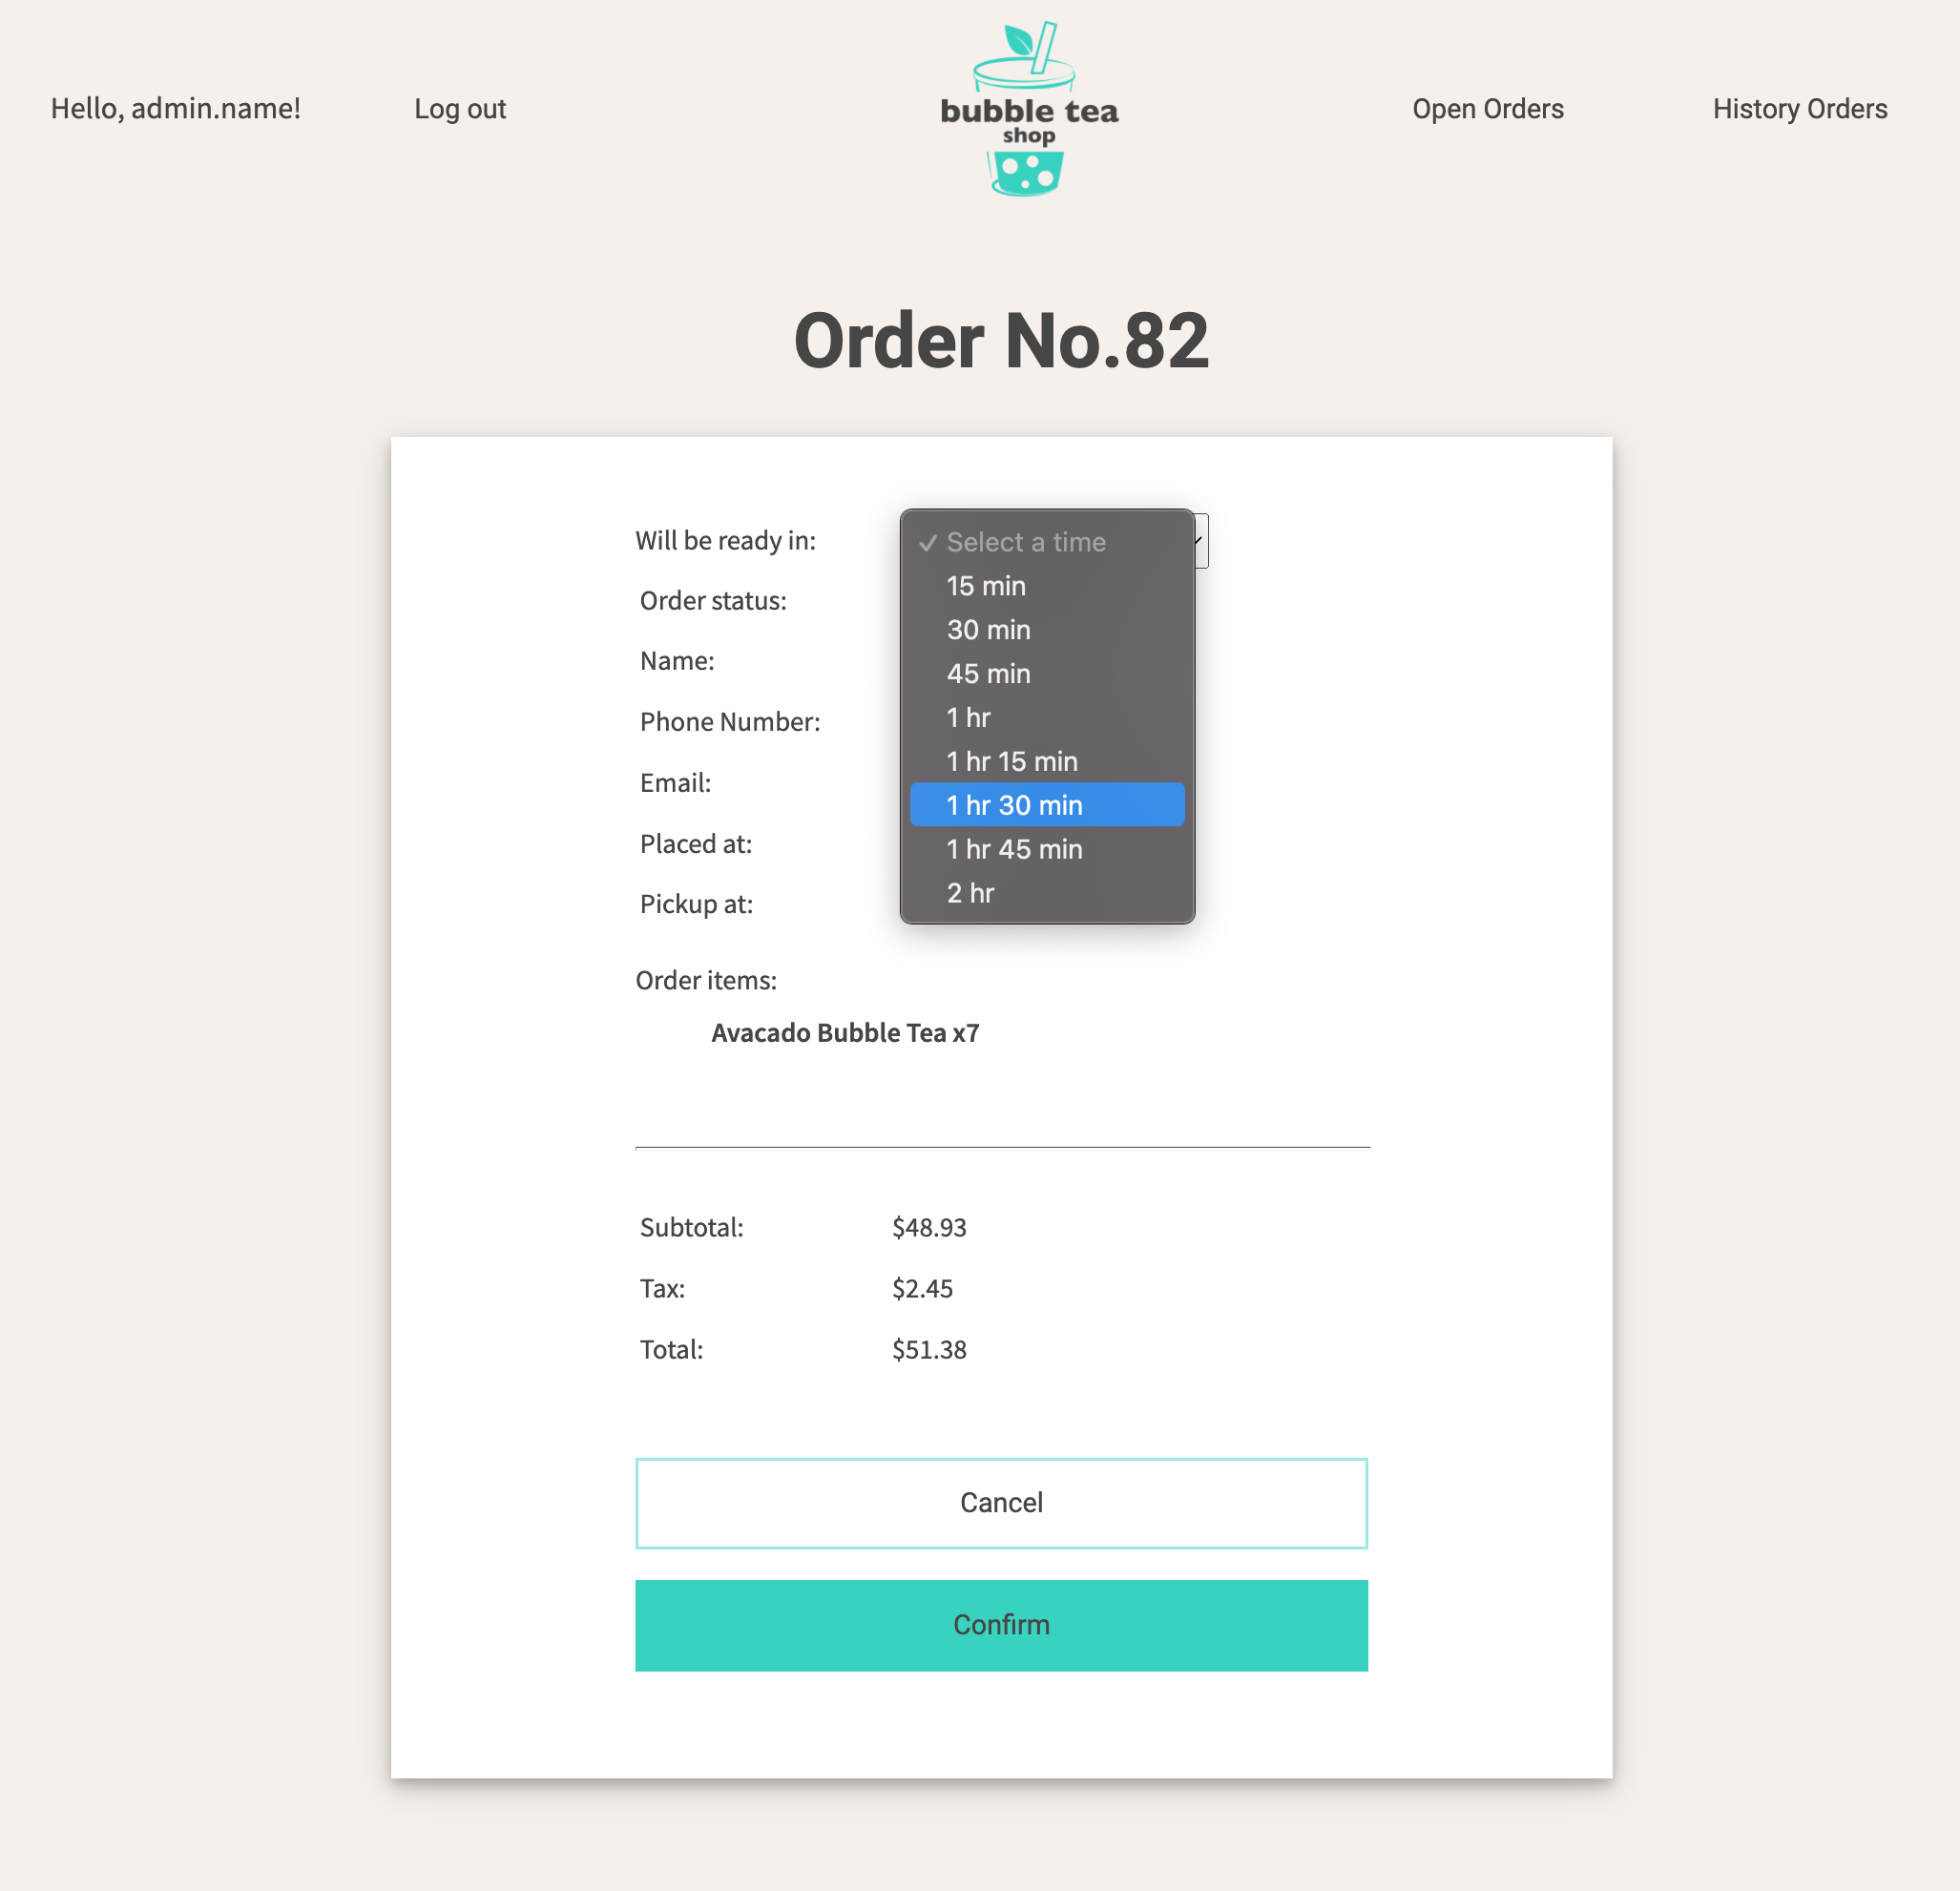 Hello, admin.name!
Log out
bubble tea
shop
Open Orders
History Orders
Order No.82
Will be ready in:
✓ Select a time
15 min
30 min
45 min
1 hr
1 hr 15 min
1 hr 30 min
1 hr 45 min
2 hr
Order status:
Name:
Phone Number:
Email:
Placed at:
Pickup at:
Order items:
Avacado Bubble Tea x7
Subtotal: $48.93
Tax: $2.45
Total: $51.38
Cancel
Confirm